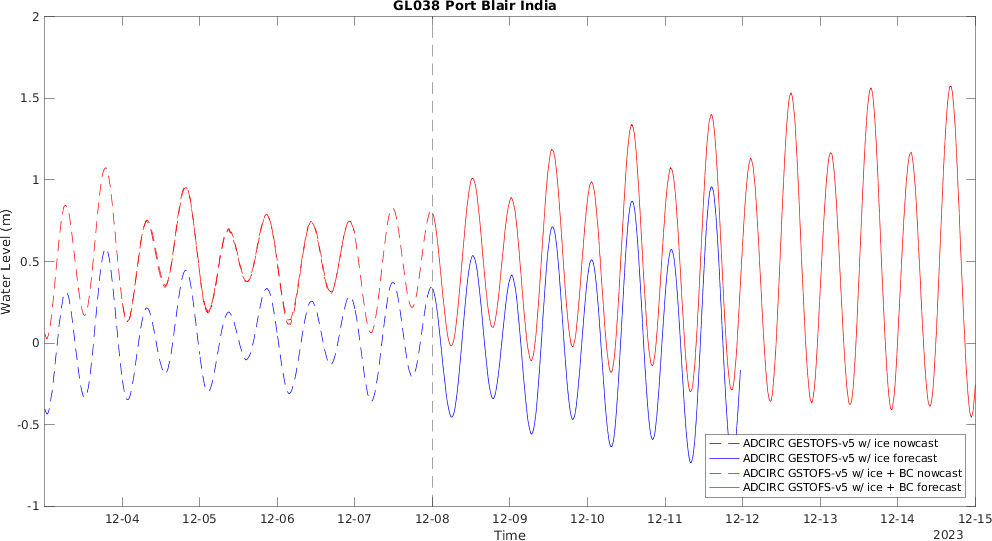 GL038 Port Blair India
2
1.5
1
0.5
0
-0.5
-1
Water Level (m)
12-04 12-05 12-06 12-07 12-08 12-09 12-10 12-11 12-12 12-13 12-14 12-15
Time
2023
ADCIRC GESTOFS-v5 w/ ice nowcast
ADCIRC GESTOFS-v5 w/ ice forecast
ADCIRC GSTOFS-v5 w/ ice + BC nowcast
ADCIRC GSTOFS-v5 w/ ice + BC forecast